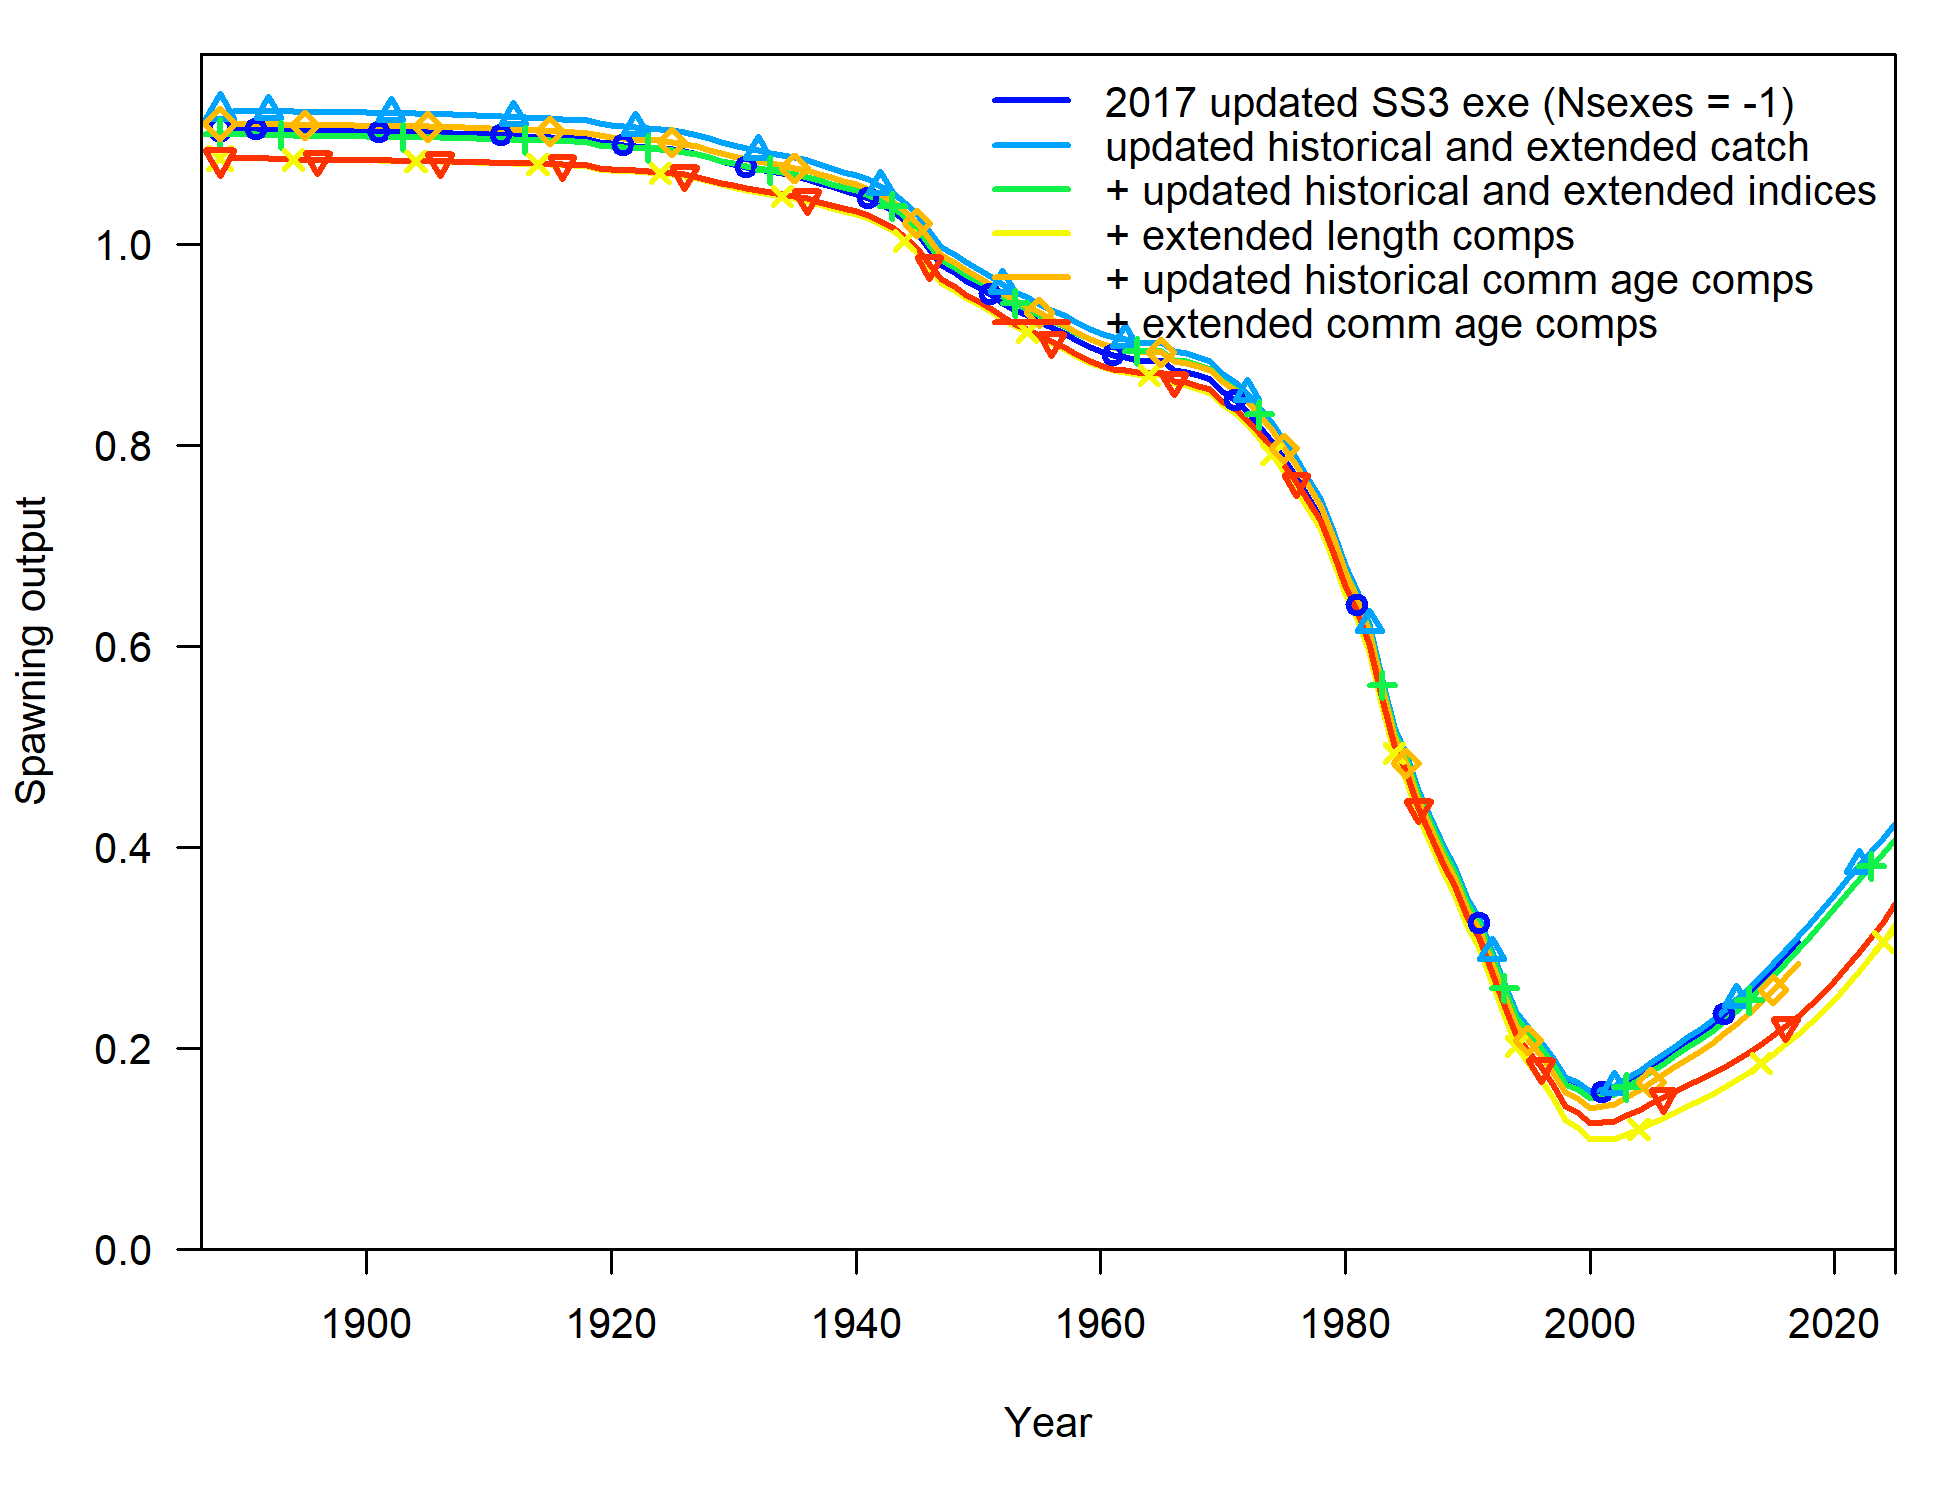 2017 updated SS3 exe (Nsexes = -1)
updated historical and extended catch
+ updated historical and extended indices
+ extended length comps
+ updated historical comm age comps
+ extended comm age comps
Spawning output
1.0
0.8
0.6
0.4
0.2
0.0
1900 1920 1940 1960 1980 2000 2020
Year